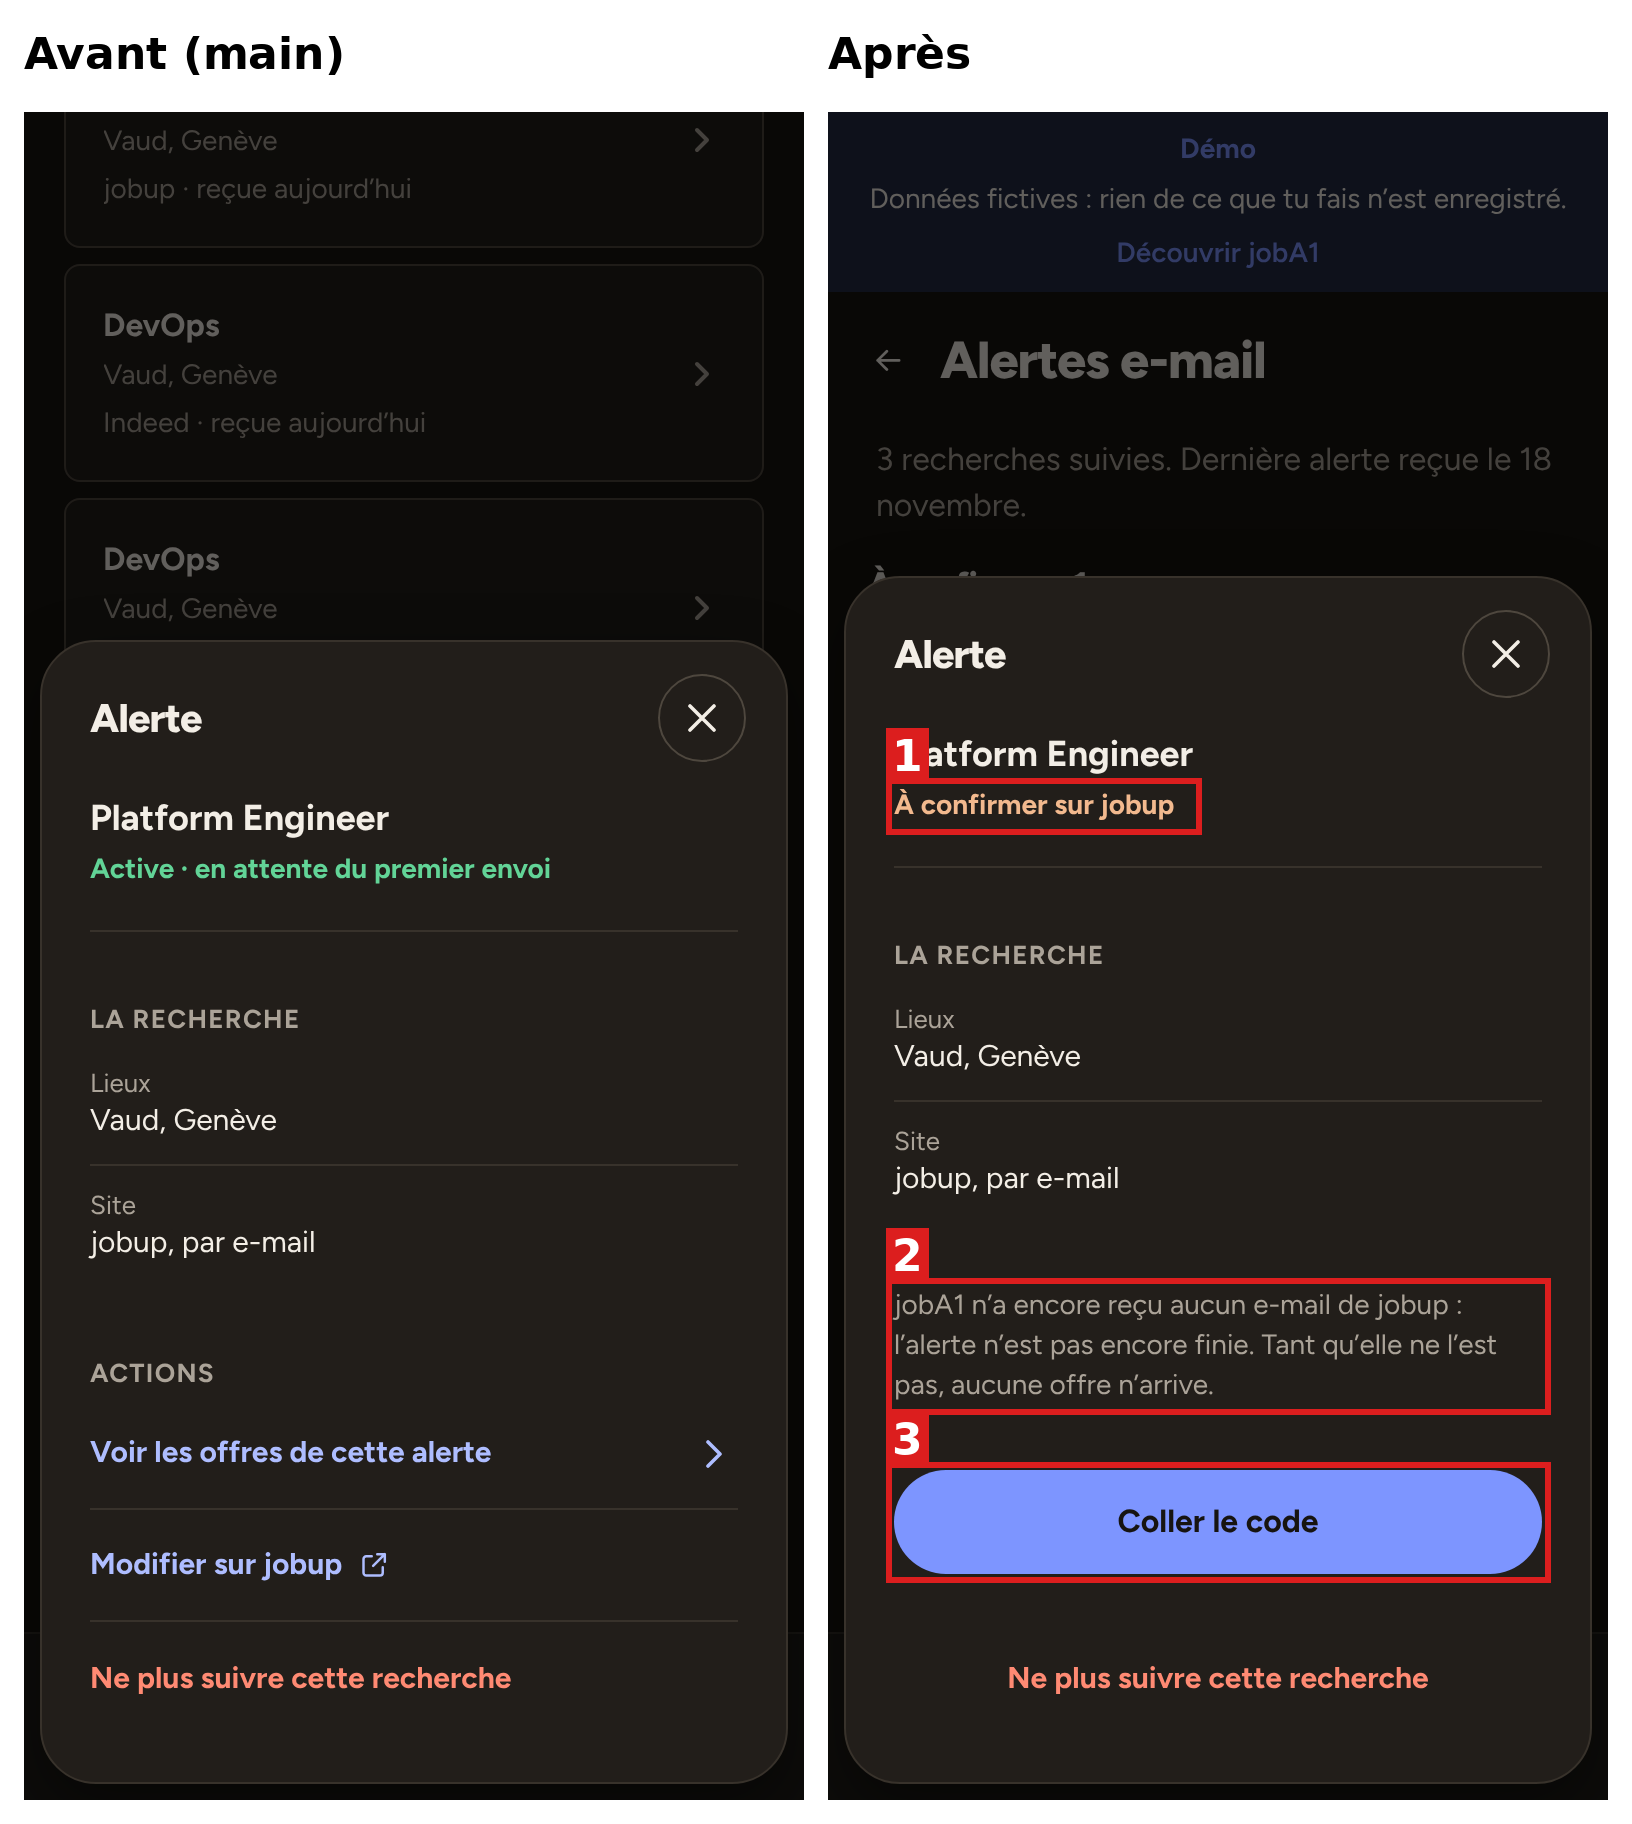 Avant (main)
Vaud, Genève
jobup · reçue aujourd’hui
DevOps
Vaud, Genève
Indeed · reçue aujourd’hui
DevOps
Vaud, Genève
Alerte
Platform Engineer
Active · en attente du premier envoi
LA RECHERCHE
Lieux
Vaud, Genève
Site
jobup, par e-mail
ACTIONS
Voir les offres de cette alerte
Modifier sur jobup
Ne plus suivre cette recherche
Après
Démo
Données fictives : rien de ce que tu fais n’est enregistré.
Découvrir jobA1
Alertes e-mail
3 recherches suivies. Dernière alerte reçue le 18
novembre.
Alerte
1
atform Engineer
À confirmer sur jobup
LA RECHERCHE
Lieux
Vaud, Genève
Site
jobup, par e-mail
2
jobA1 n’a encore reçu aucun e-mail de jobup :
l’alerte n’est pas encore finie. Tant qu’elle ne l’est
pas, aucune offre n’arrive.
3
Coller le code
Ne plus suivre cette recherche